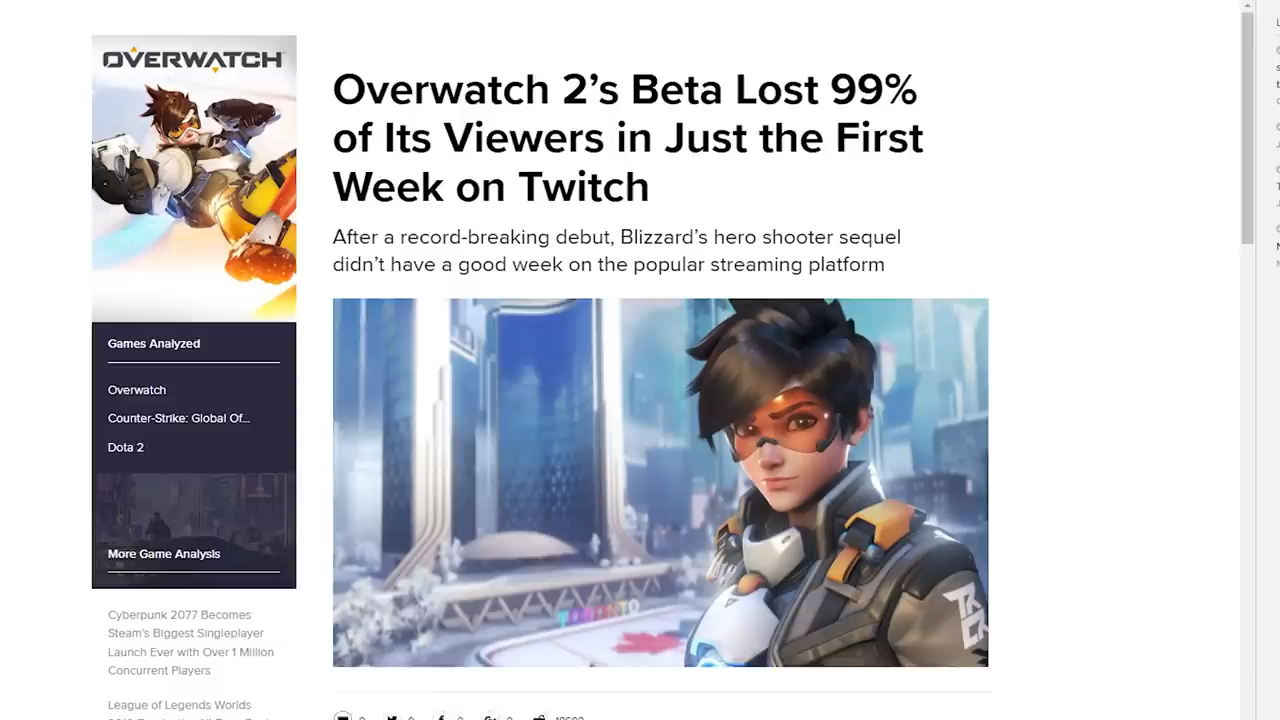 OVERWATCH
Overwatch 2's Beta Lost 99%
of Its Viewers in Just the First
Week on Twitch
After a record-breaking debut, Blizzard's hero shooter sequel
didn't have a good week on the popular streaming platform
Games Analyzed
Overwatch
Counter-Strike: Global Of...
Dota 2
More Game Analysis
Cyberpunk 2077 Becomes
Steam's Biggest Singleplayer
Launch Ever with Over 1 Million
Concurrent Players
League of Legends Worlds
TORONTO